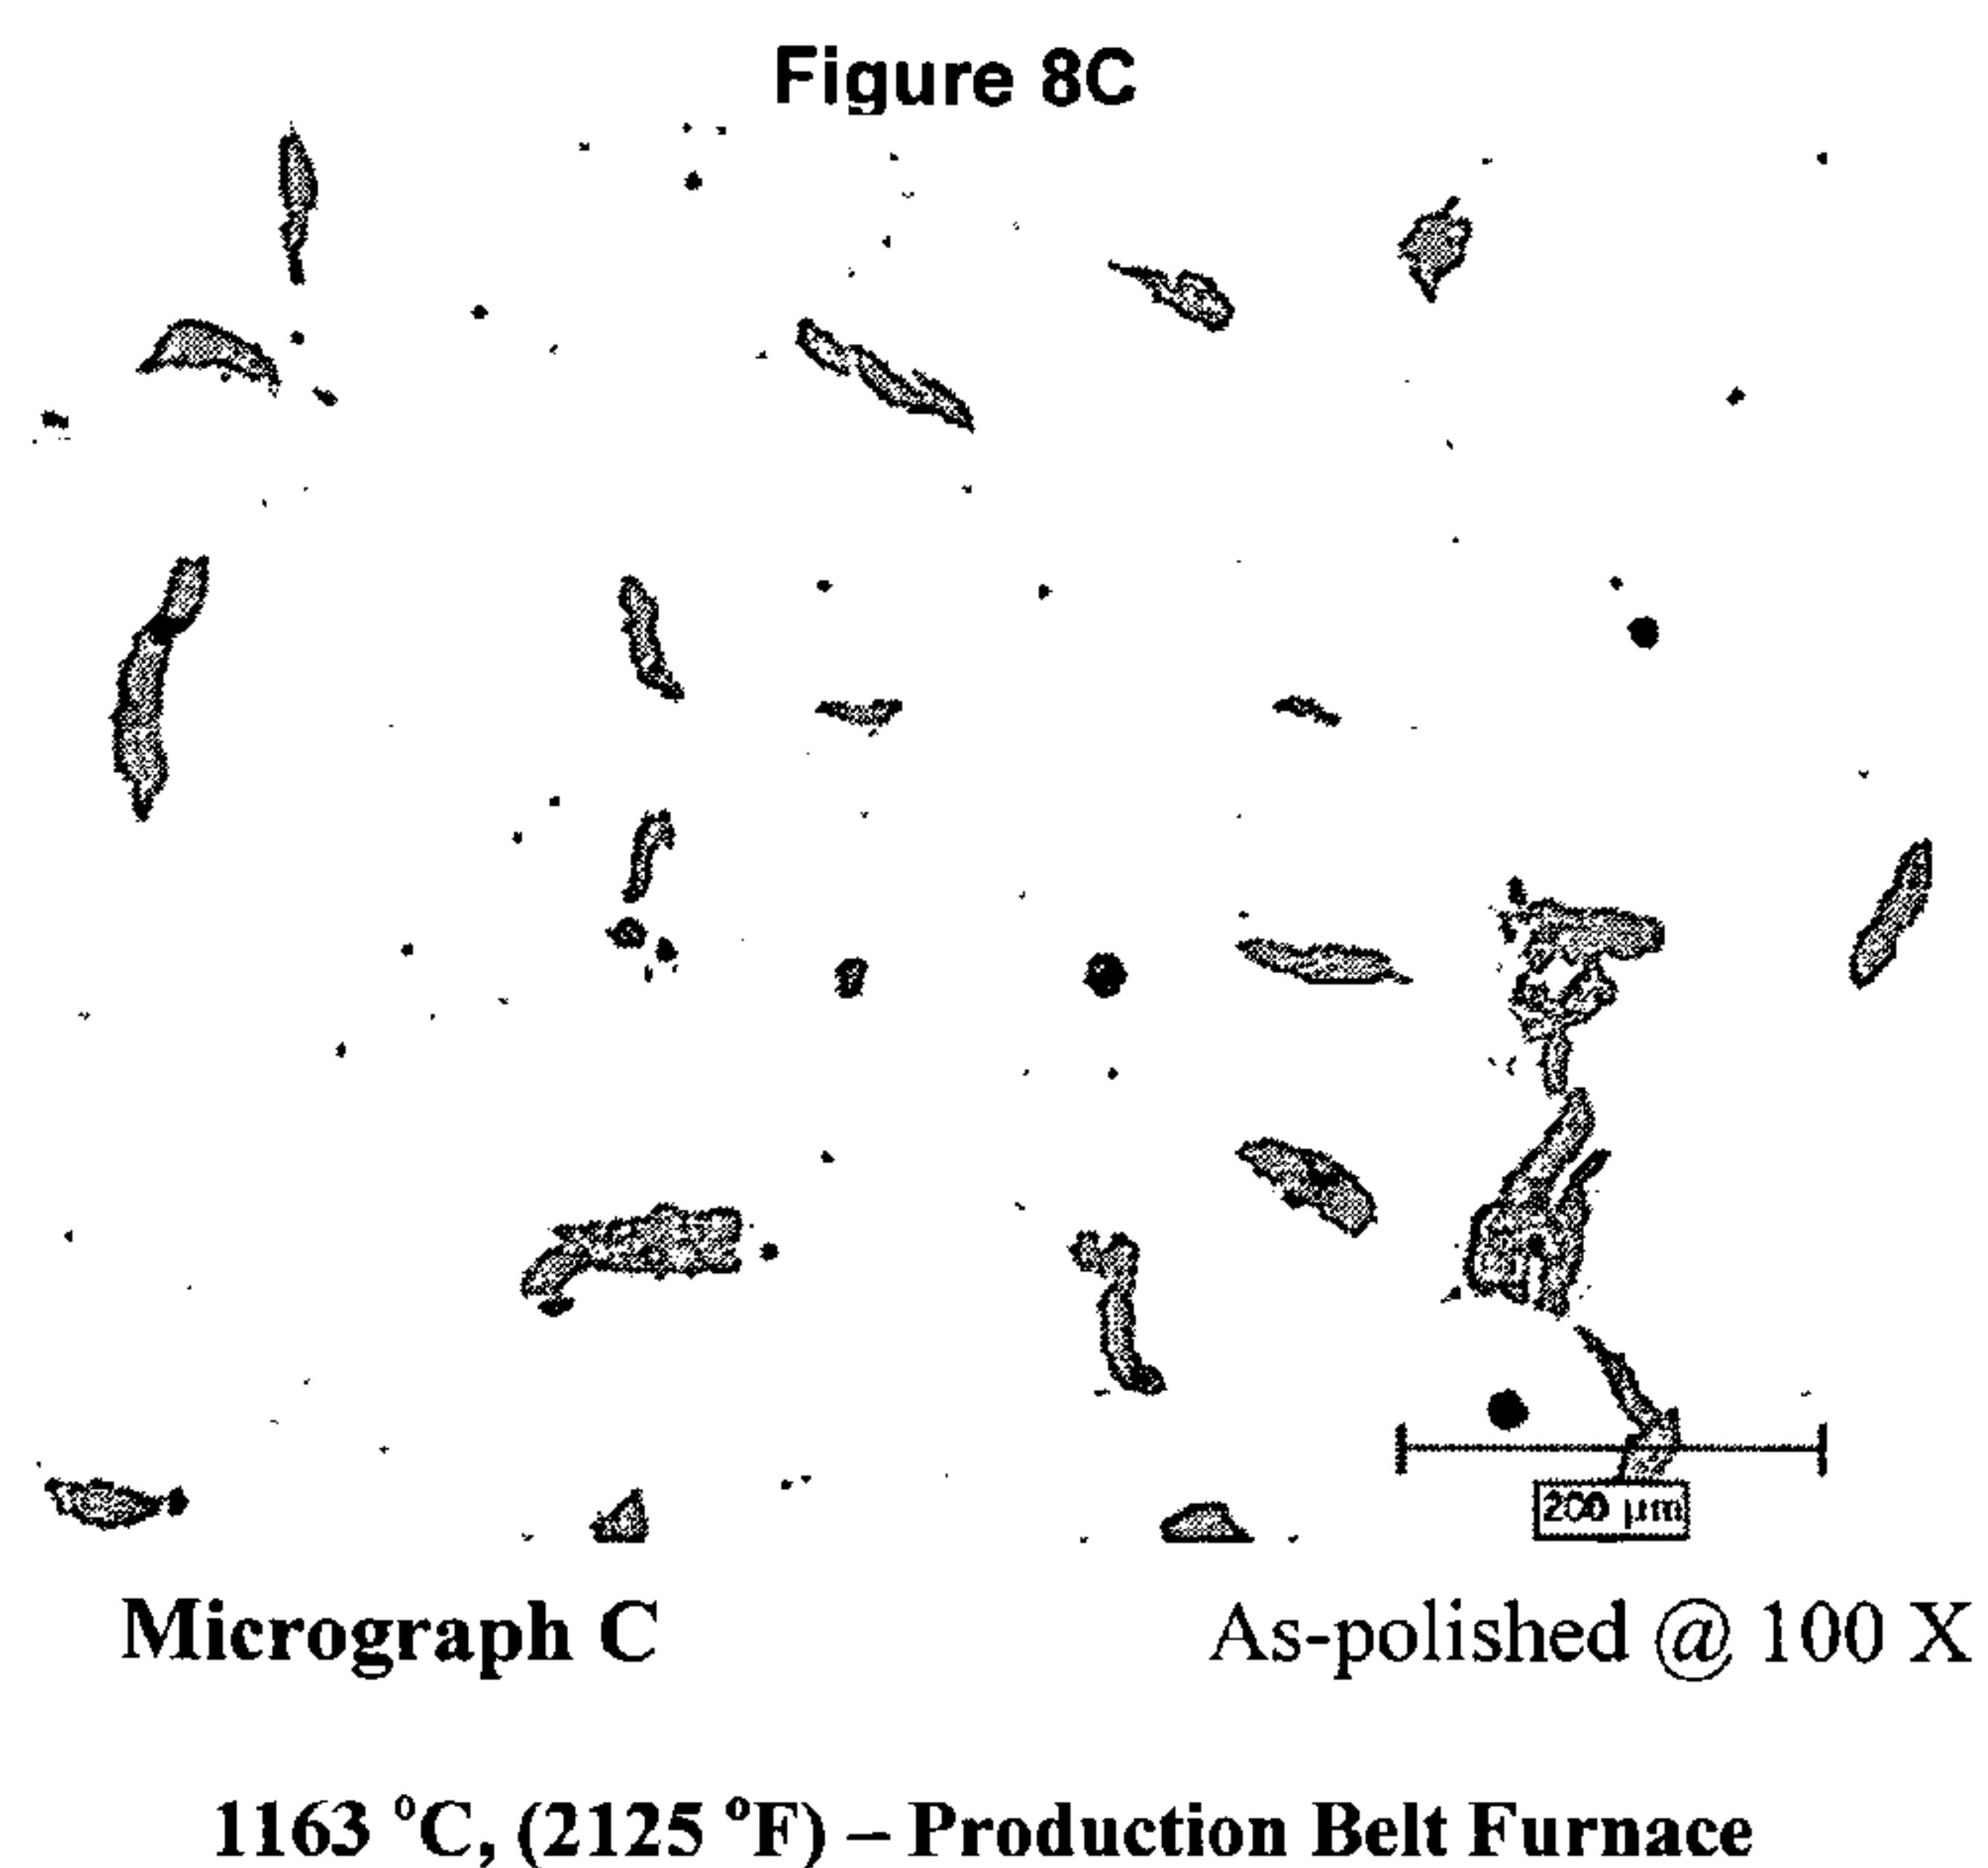 Figure 8C
200 µm
Micrograph C
As-polished @ 100 X
1163 °C, (2125 °F) – Production Belt Furnace